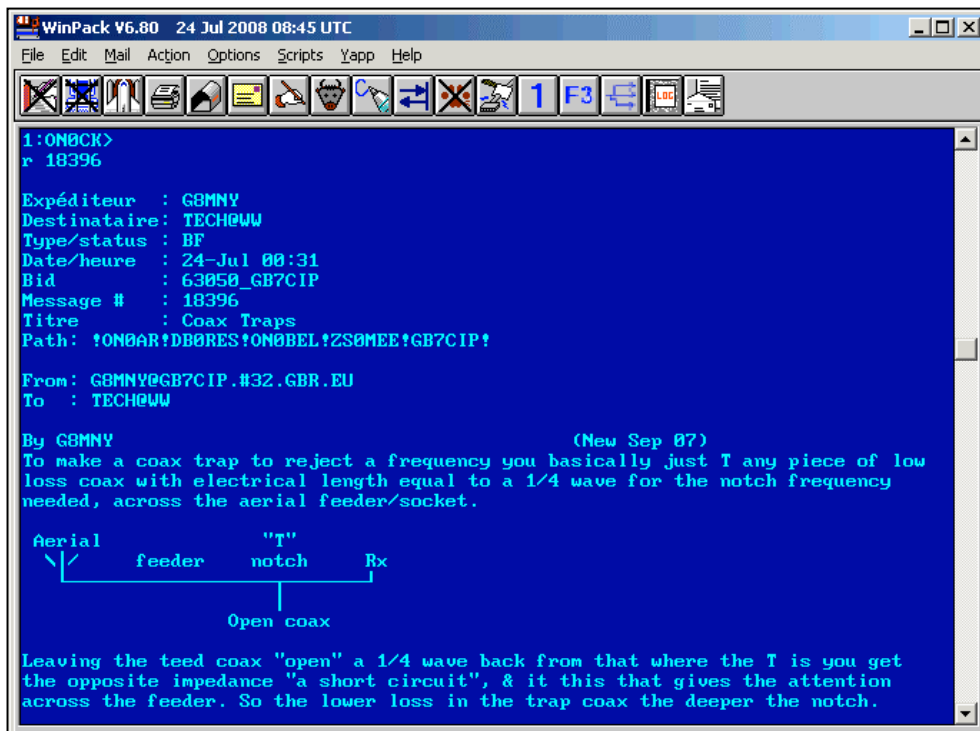 WinPack V6.80 24 Jul 2008 08:45 UTC
File Edit Mail Action Options Scripts Yapp Help
1 F3 LOG
1:ON0CK>
r 18396
Expéditeur : G8MNY
Destinataire: TECH@WW
Type/status : BF
Date/heure : 24-Jul 00:31
Bid : 63050_GB7CIP
Message # : 18396
Titre : Coax Traps
Path: !ON0AR!DB0RES!ON0BEL!ZS0MEE!GB7CIP!
From: G8MNY@GB7CIP.#32.GBR.EU
To : TECH@WW
By G8MNY (New Sep 07)
To make a coax trap to reject a frequency you basically just T any piece of low
loss coax with electrical length equal to a 1/4 wave for the notch frequency
needed, across the aerial feeder/socket.
Aerial "T"
feeder notch Rx
Open coax
Leaving the teed coax "open" a 1/4 wave back from that where the T is you get
the opposite impedance "a short circuit", & it this that gives the attention
across the feeder. So the lower loss in the trap coax the deeper the notch.